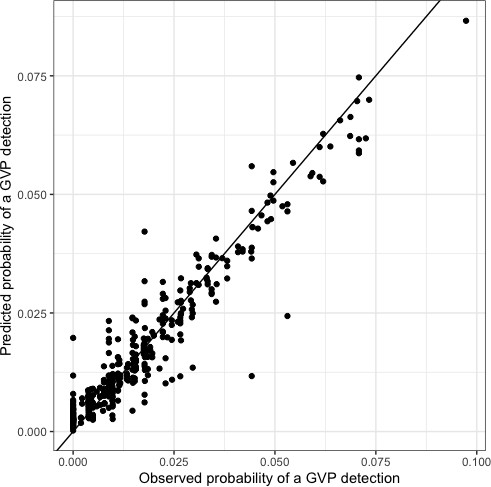 Predicted probability of a GVP detection
0.075
0.050
0.025
0.000
0.000 0.025 0.050 0.075 0.100
Observed probability of a GVP detection